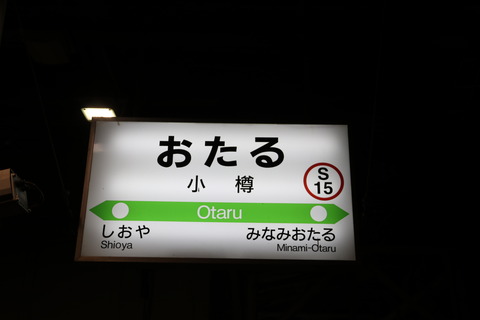 おたる
小樽
S
15
Otaru
しおや
Shioya
みなみおたる
Minami-Otaru